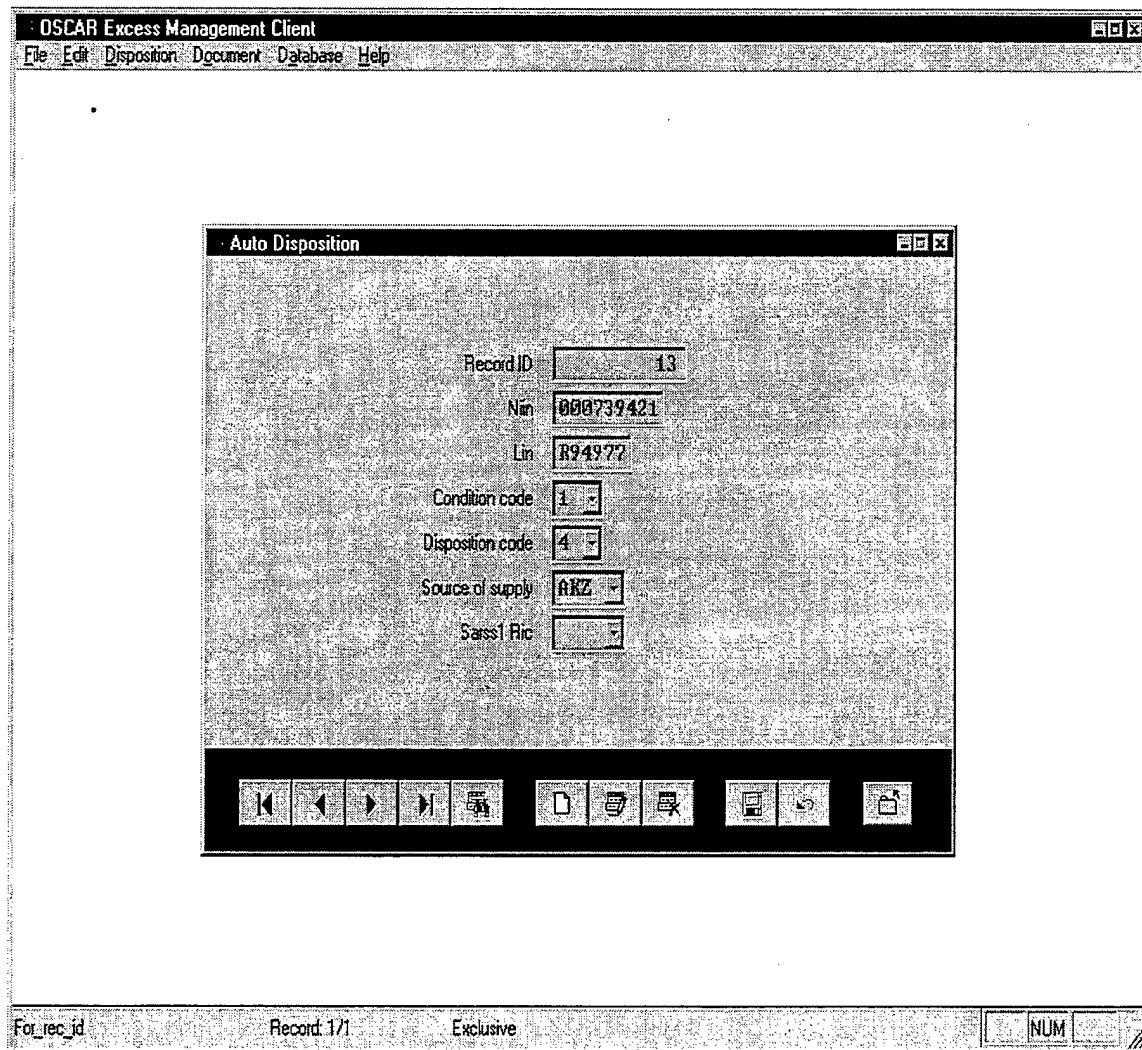 OSCAR Excess Management Client
File Edit Disposition Document Database Help
Auto Disposition
Record ID 13
Niin 000739421
Lin R94977
Condition code 1
Disposition code 4
Source of supply AKZ
Sarss1 Ric
For_rec_id Record: 1/1 Exclusive NUM